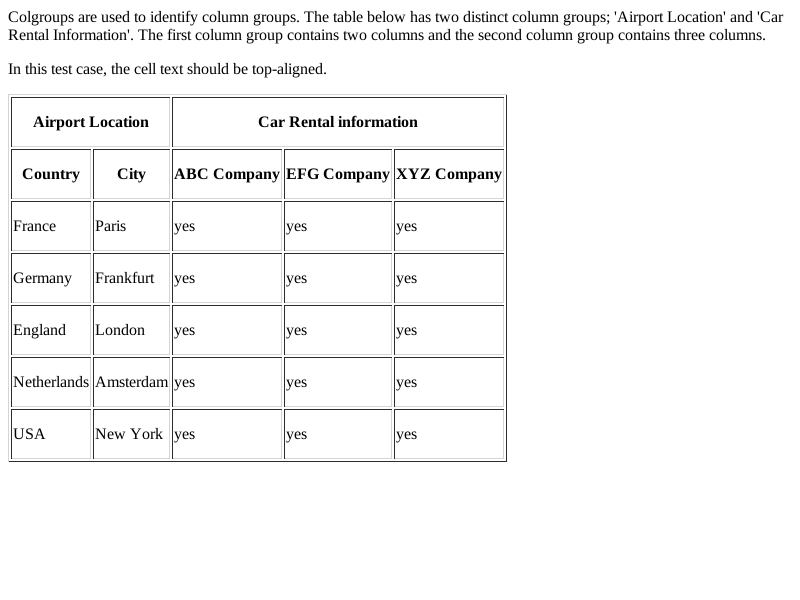 Colgroups are used to identify column groups. The table below has two distinct column groups; 'Airport Location' and 'Car
Rental Information'. The first column group contains two columns and the second column group contains three columns.
In this test case, the cell text should be top-aligned.
Airport Location Car Rental information
Country City ABC Company EFG Company XYZ Company
France Paris yes yes yes
Germany Frankfurt yes yes yes
England London yes yes yes
Netherlands Amsterdam yes yes yes
USA New York yes yes yes